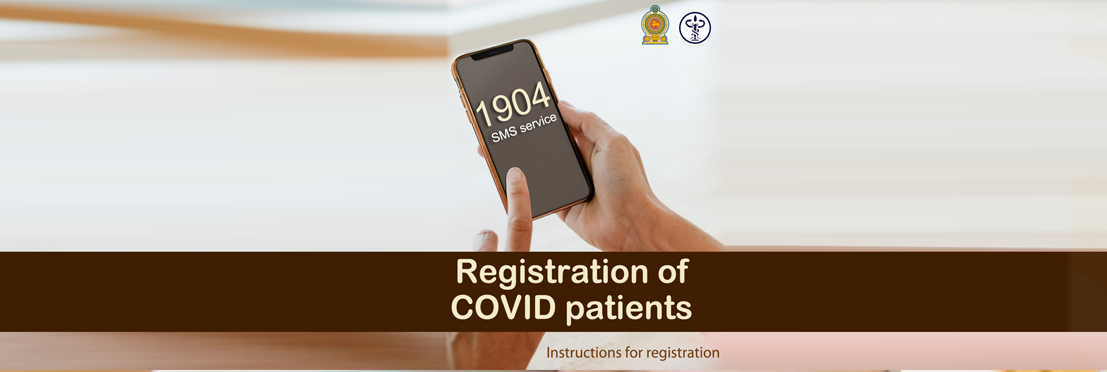 1904
SMS service
Registration of
COVID patients
Instructions for registration